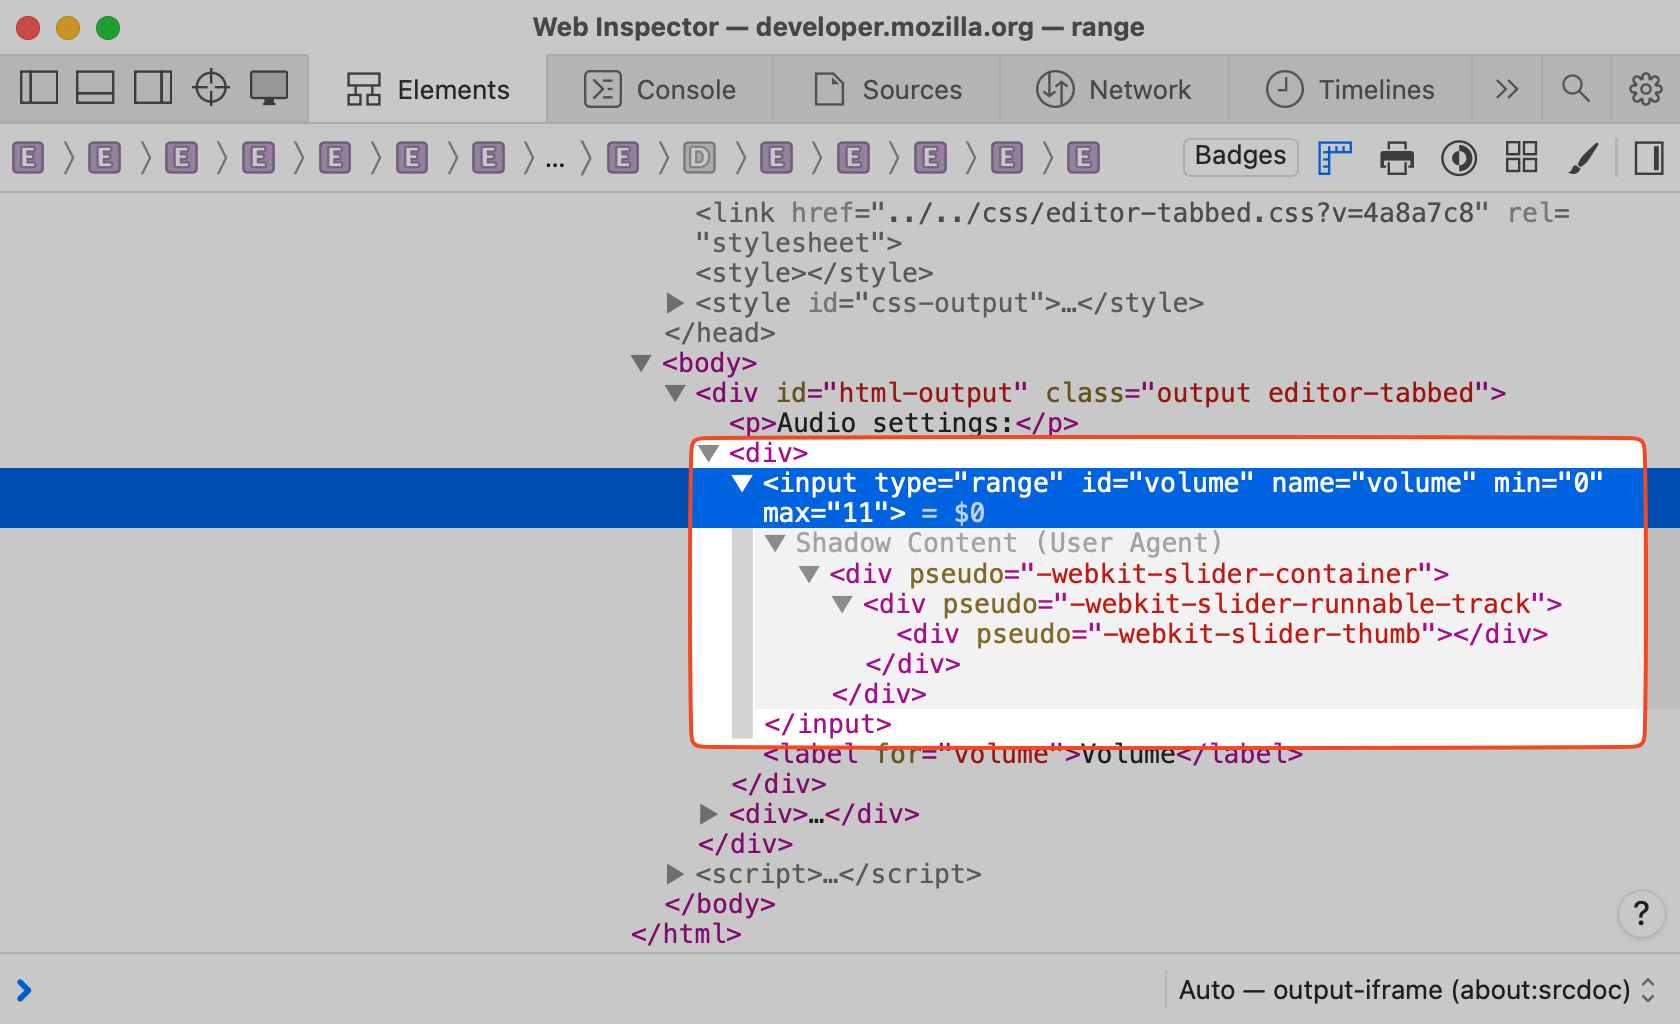 Web Inspector — developer.mozilla.org — range
Elements Console Sources Network Timelines
E E E E E E E … E D E E E E E Badges
<link href="../../css/editor-tabbed.css?v=4a8a7c8" rel=
"stylesheet">
<style></style>
<style id="css-output">…</style>
</head>
<body>
<div id="html-output" class="output editor-tabbed">
<p>Audio settings:</p>
<div>
<input type="range" id="volume" name="volume" min="0"
max="11"> = $0
Shadow Content (User Agent)
<div pseudo="-webkit-slider-container">
<div pseudo="-webkit-slider-runnable-track">
<div pseudo="-webkit-slider-thumb"></div>
</div>
</div>
</input>
<label for="volume">Volume</label>
</div>
<div>…</div>
</div>
<script>…</script>
</body>
</html>
?
Auto — output-iframe (about:srcdoc)